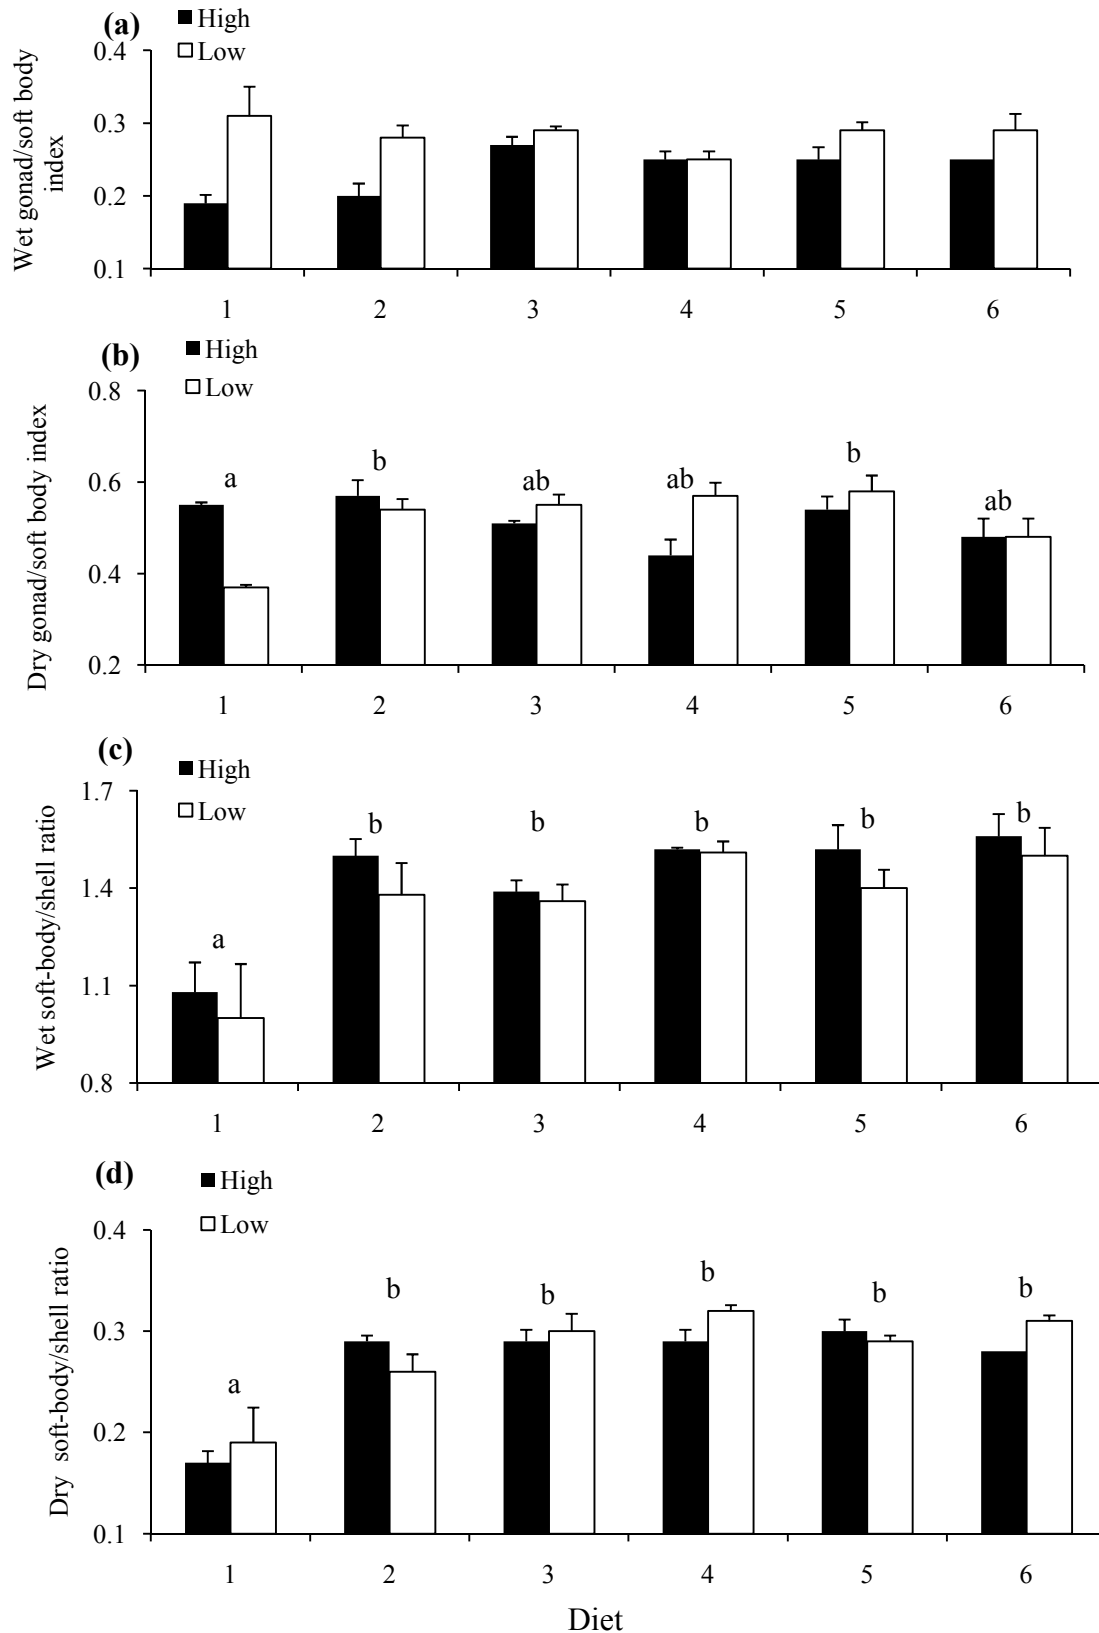 (a)
High
Low
Wet gonad/soft body
index
0.4
0.3
0.2
0.1
1 2 3 4 5 6
(b)
High
Low
Dry gonad/soft body index
0.8
0.6
0.4
0.2
a b ab ab b ab
1 2 3 4 5 6
(c)
High
Low
Wet soft-body/shell ratio
1.7
1.4
1.1
0.8
a b b b b b
1 2 3 4 5 6
(d)
High
Low
Dry soft-body/shell ratio
0.4
0.3
0.2
0.1
a b b b b b
1 2 3 4 5 6
Diet